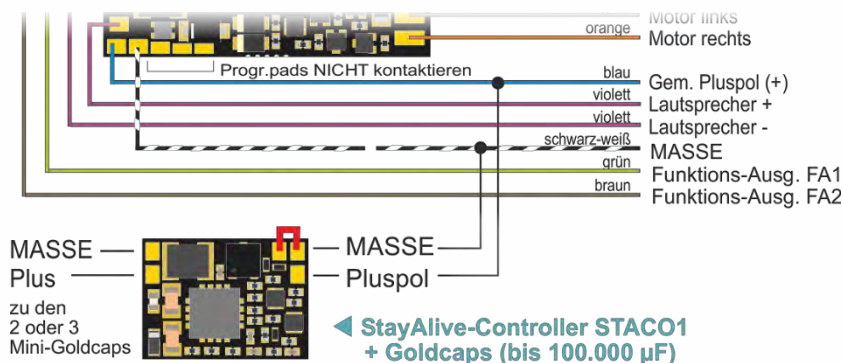 Motor links
orange
Motor rechts
Progr.pads NICHT kontaktieren
blau
Gem. Pluspol (+)
violett
Lautsprecher +
violett
Lautsprecher -
schwarz-weiß
MASSE
grün
Funktions-Ausg. FA1
braun
Funktions-Ausg. FA2
MASSE
MASSE
Plus
Pluspol
zu den
2 oder 3
Mini-Goldcaps
◄ StayAlive-Controller STACO1
+ Goldcaps (bis 100.000 µF)